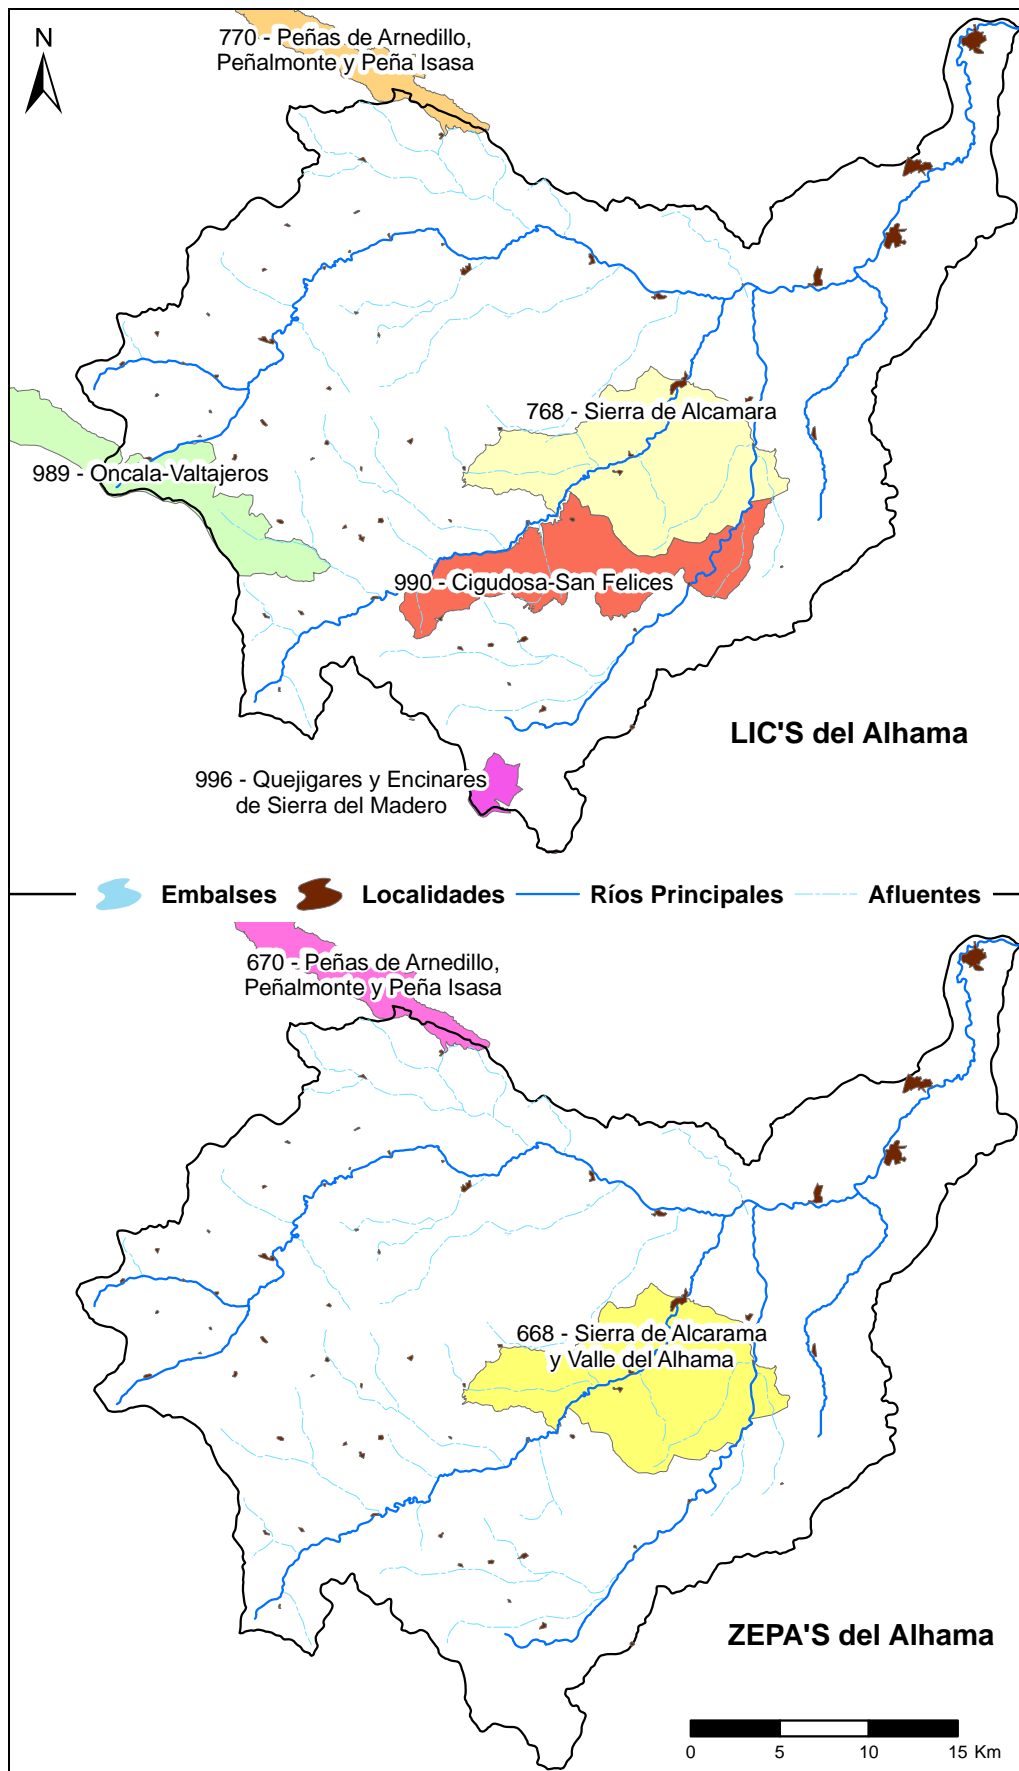 N
770 - Peñas de Arnedillo,
Peñalmonte y Peña Isasa
768 - Sierra de Alcamara
989 - Oncala-Valtajeros
990 - Cigudosa-San Felices
LIC'S del Alhama
996 - Quejigares y Encinares
de Sierra del Madero
Embalses Localidades Ríos Principales Afluentes
670 - Peñas de Arnedillo,
Peñalmonte y Peña Isasa
668 - Sierra de Alcarama
y Valle del Alhama
ZEPA'S del Alhama
0 5 10 15 Km